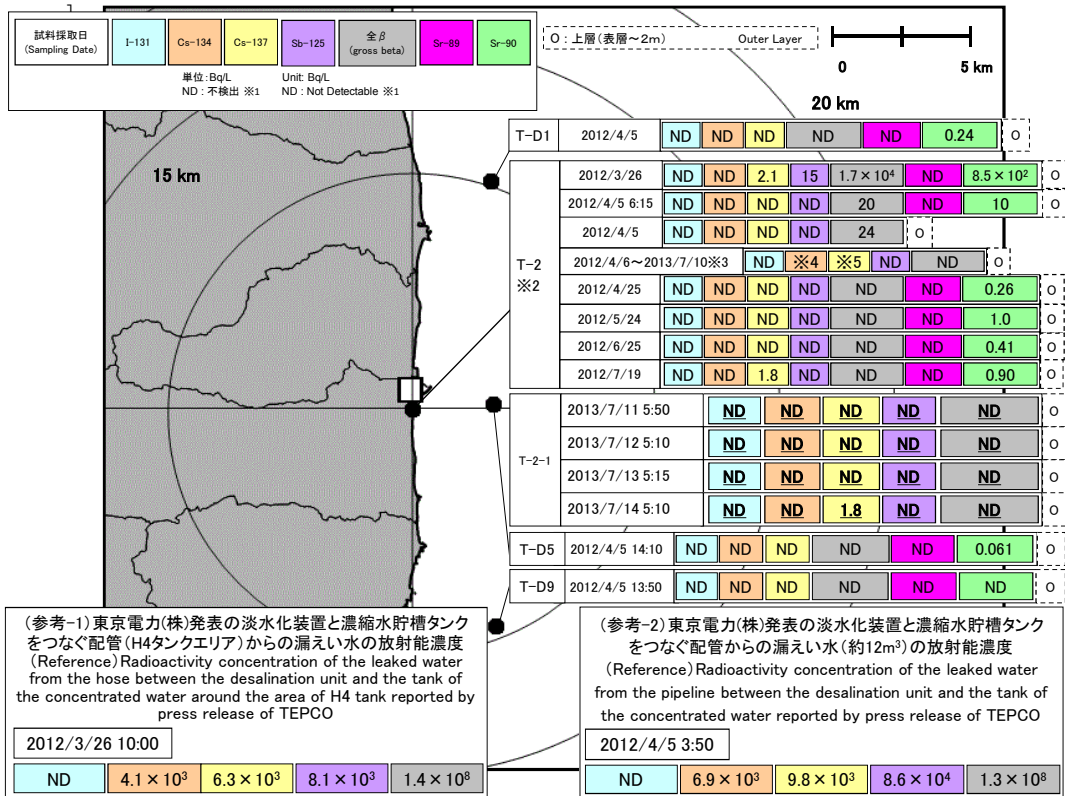 試料採取日
(Sampling Date)
I-131
Cs-134
Cs-137
Sb-125
全β
(gross beta)
Sr-89
Sr-90
単位:Bq/L
Unit: Bq/L
ND : 不検出 ※1
ND : Not Detectable ※1
O : 上層(表層～2m) Outer Layer
0 5 km
20 km
15 km
T-D1 2012/4/5 ND ND ND ND ND 0.24 O
T-2
※2
2012/3/26 ND ND 2.1 15 1.7×10⁴ ND 8.5×10² O
2012/4/5 6:15 ND ND ND ND 20 ND 10 O
2012/4/5 ND ND ND ND 24 O
2012/4/6～2013/7/10※3 ND ※4 ※5 ND ND O
2012/4/25 ND ND ND ND ND ND 0.26 O
2012/5/24 ND ND ND ND ND ND 1.0 O
2012/6/25 ND ND ND ND ND ND 0.41 O
2012/7/19 ND ND 1.8 ND ND ND 0.90 O
T-2-1
2013/7/11 5:50 ND ND ND ND ND O
2013/7/12 5:10 ND ND ND ND ND O
2013/7/13 5:15 ND ND ND ND ND O
2013/7/14 5:10 ND ND 1.8 ND ND O
T-D5 2012/4/5 14:10 ND ND ND ND ND 0.061 O
T-D9 2012/4/5 13:50 ND ND ND ND ND ND O
(参考-1)東京電力(株)発表の淡水化装置と濃縮水貯槽タンク
をつなぐ配管(H4タンクエリア)からの漏えい水の放射能濃度
(Reference)Radioactivity concentration of the leaked water
from the hose between the desalination unit and the tank of
the concentrated water around the area of H4 tank reported by
press release of TEPCO
2012/3/26 10:00
ND 4.1×10³ 6.3×10³ 8.1×10³ 1.4×10⁸
(参考-2)東京電力(株)発表の淡水化装置と濃縮水貯槽タンク
をつなぐ配管からの漏えい水(約12m³)の放射能濃度
(Reference)Radioactivity concentration of the leaked water
from the pipeline between the desalination unit and the tank of
the concentrated water reported by press release of TEPCO
2012/4/5 3:50
ND 6.9×10³ 9.8×10³ 8.6×10⁴ 1.3×10⁸